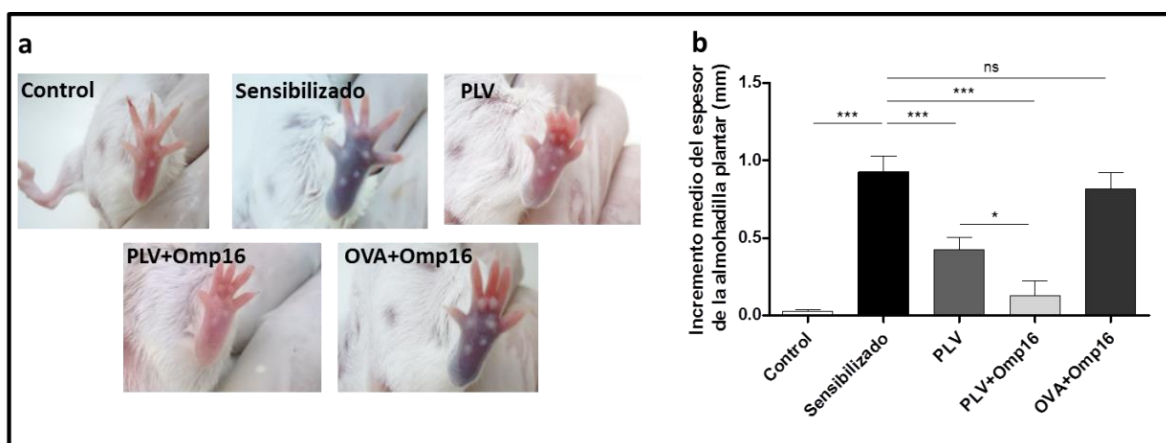 a
Control
Sensibilizado
PLV
PLV+Omp16
OVA+Omp16
b
Incremento medio del espesor
de la almohadilla plantar (mm)
1.5
1.0
0.5
0.0
ns
***
***
***
*
Control
Sensibilizado
PLV
PLV+Omp16
OVA+Omp16